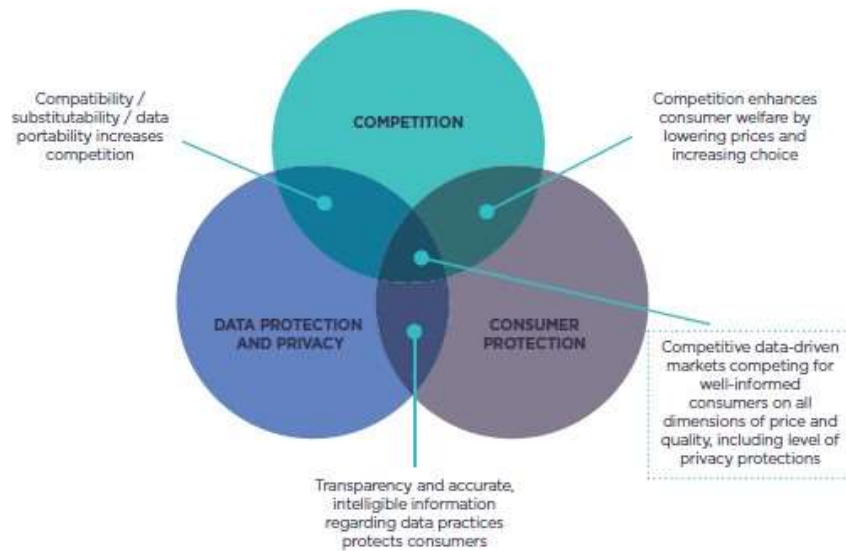 Compatibility /
substitutability / data
portability increases
competition
COMPETITION
Competition enhances
consumer welfare by
lowering prices and
increasing choice
DATA PROTECTION
AND PRIVACY
CONSUMER
PROTECTION
Competitive data-driven
markets competing for
well-informed
consumers on all
dimensions of price and
quality, including level of
privacy protections
Transparency and accurate,
intelligible information
regarding data practices
protects consumers